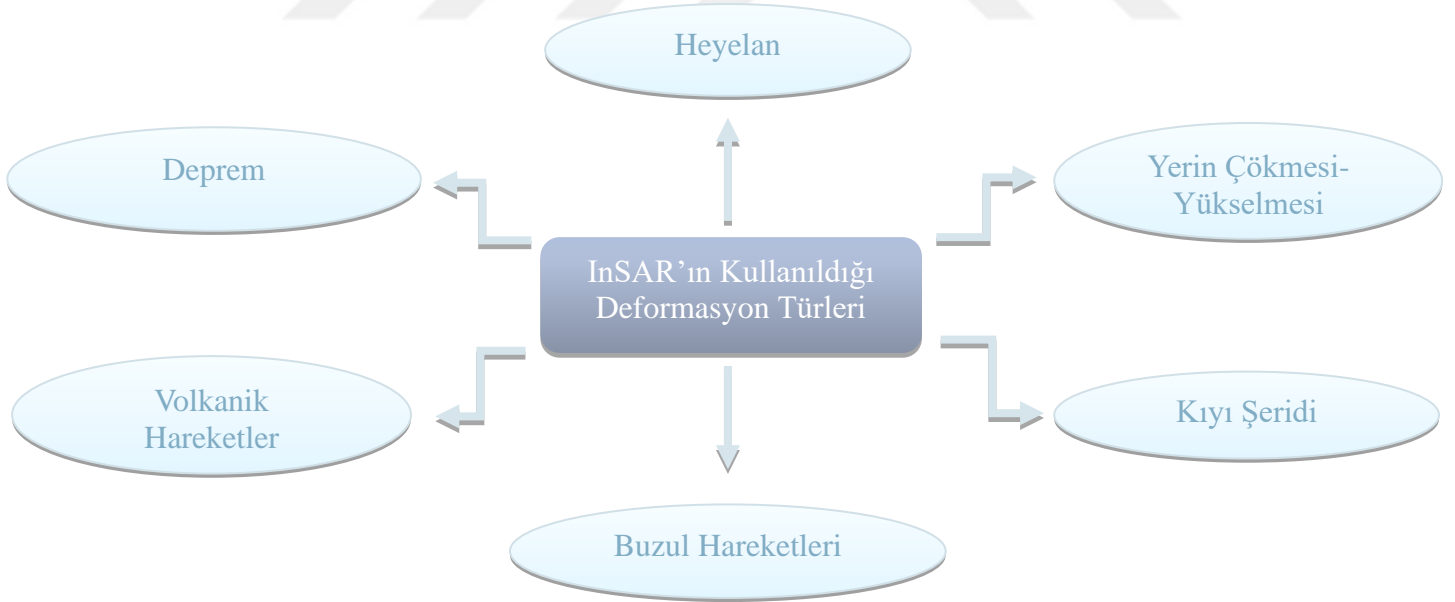 Heyelan
Deprem
Yerin Çökmesi-
Yükselmesi
InSAR’ın Kullanıldığı
Deformasyon Türleri
Volkanik
Hareketler
Kıyı Şeridi
Buzul Hareketleri